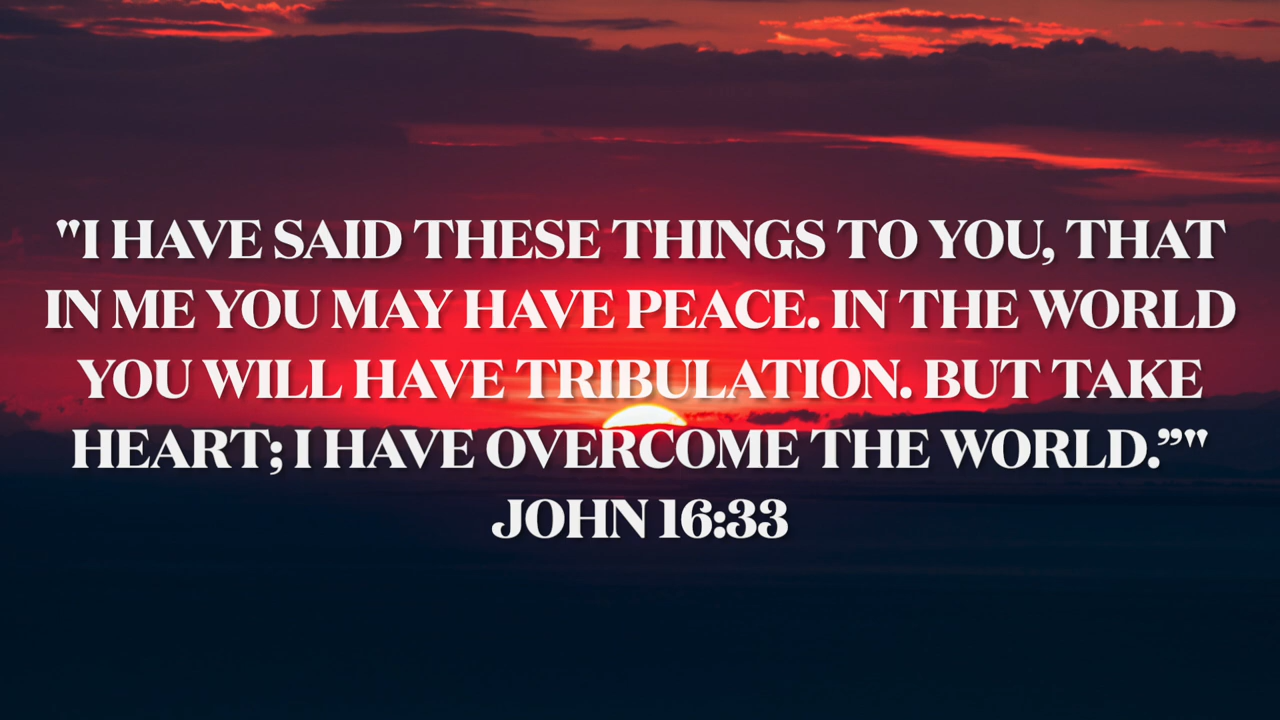 "I HAVE SAID THESE THINGS TO YOU, THAT
IN ME YOU MAY HAVE PEACE. IN THE WORLD
YOU WILL HAVE TRIBULATION. BUT TAKE
HEART; I HAVE OVERCOME THE WORLD.”"
JOHN 16:33